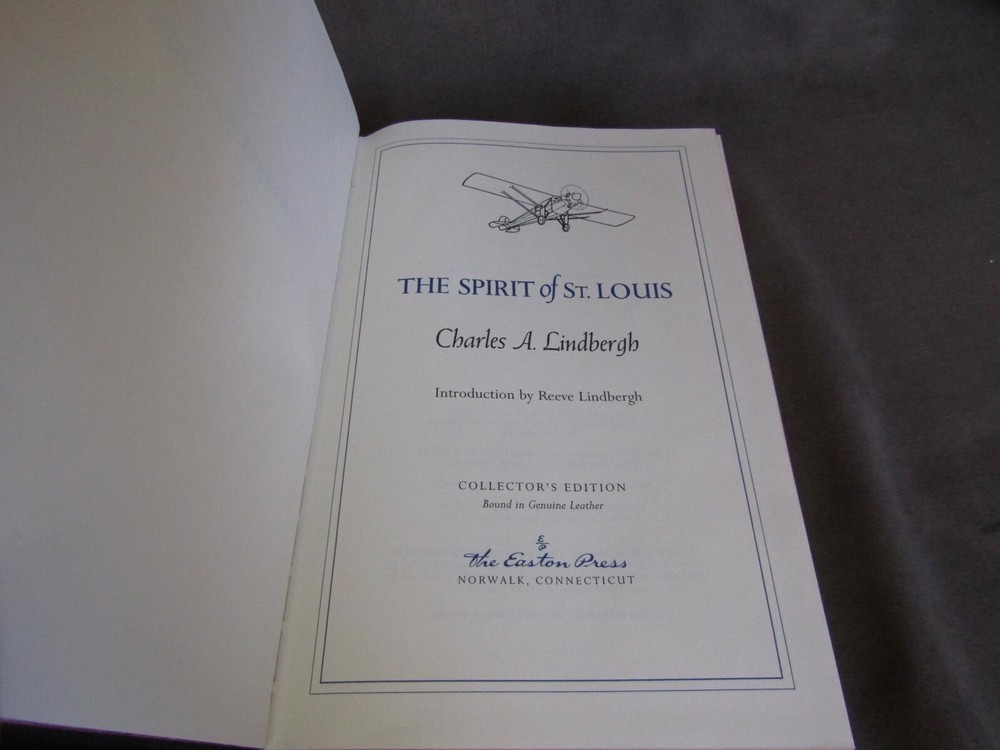 THE SPIRIT of ST. LOUIS
Charles A. Lindbergh
Introduction by Reeve Lindbergh
COLLECTOR'S EDITION
Bound in Genuine Leather
E
P
The Easton Press
NORWALK, CONNECTICUT